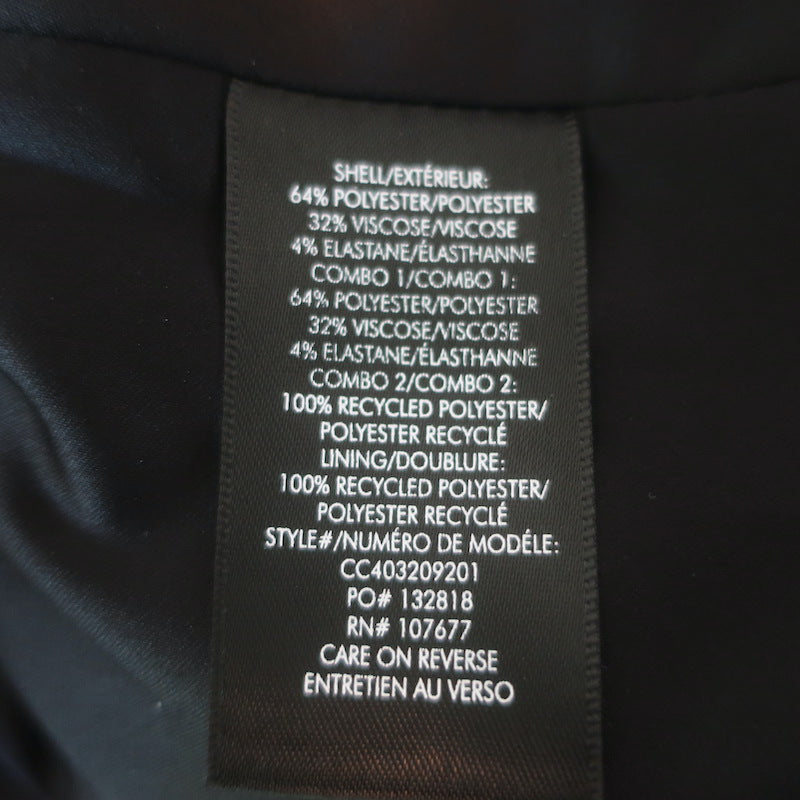 SHELL/EXTÉRIEUR:
64% POLYESTER/POLYESTER
32% VISCOSE/VISCOSE
4% ELASTANE/ÉLASTHANNE
COMBO 1/COMBO 1:
64% POLYESTER/POLYESTER
32% VISCOSE/VISCOSE
4% ELASTANE/ÉLASTHANNE
COMBO 2/COMBO 2:
100% RECYCLED POLYESTER/
POLYESTER RECYCLÉ
LINING/DOUBLURE:
100% RECYCLED POLYESTER/
POLYESTER RECYCLÉ
STYLE#/NUMÉRO DE MODÉLE:
CC403209201
PO# 132818
RN# 107677
CARE ON REVERSE
ENTRETIEN AU VERSO